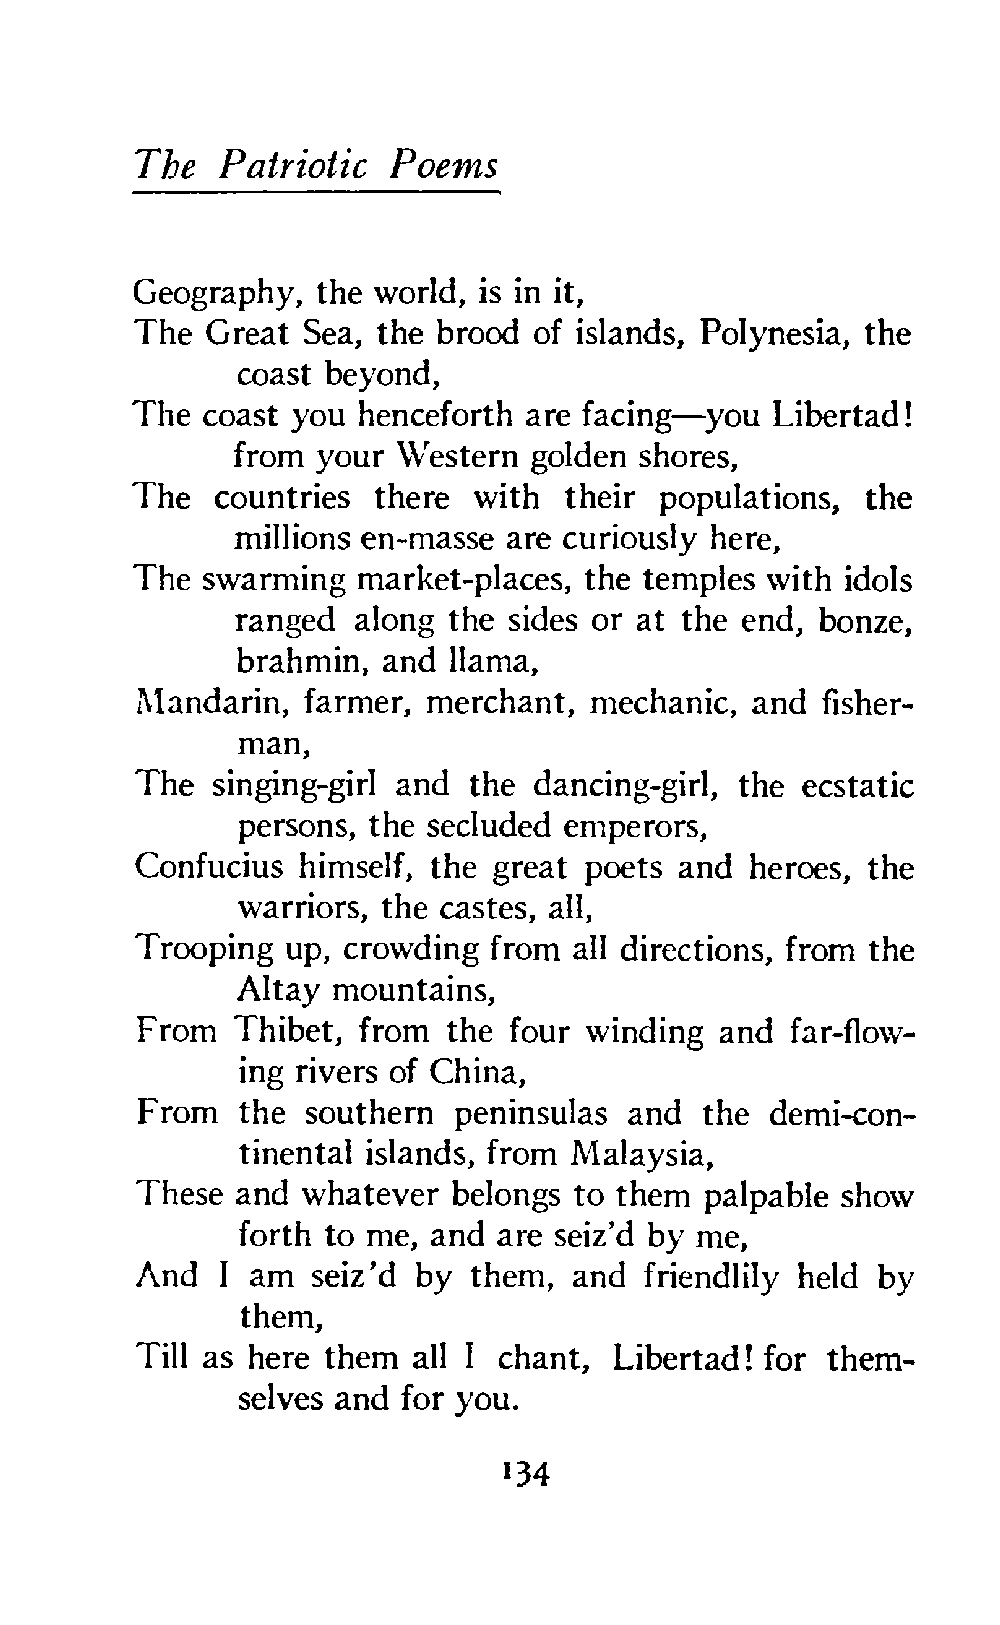 The Patriotic Poems
Geography, the world, is in it,
The Great Sea, the brood of islands, Polynesia, the
coast beyond,
The coast you henceforth are facing—you Libertad!
from your Western golden shores,
The countries there with their populations, the
millions en-masse are curiously here,
The swarming market-places, the temples with idols
ranged along the sides or at the end, bonze,
brahmin, and llama,
Mandarin, farmer, merchant, mechanic, and fisher-
man,
The singing-girl and the dancing-girl, the ecstatic
persons, the secluded emperors,
Confucius himself, the great poets and heroes, the
warriors, the castes, all,
Trooping up, crowding from all directions, from the
Altay mountains,
From Thibet, from the four winding and far-flow-
ing rivers of China,
From the southern peninsulas and the demi-con-
tinental islands, from Malaysia,
These and whatever belongs to them palpable show
forth to me, and are seiz'd by me,
And I am seiz'd by them, and friendlily held by
them,
Till as here them all I chant, Libertad! for them-
selves and for you.
134